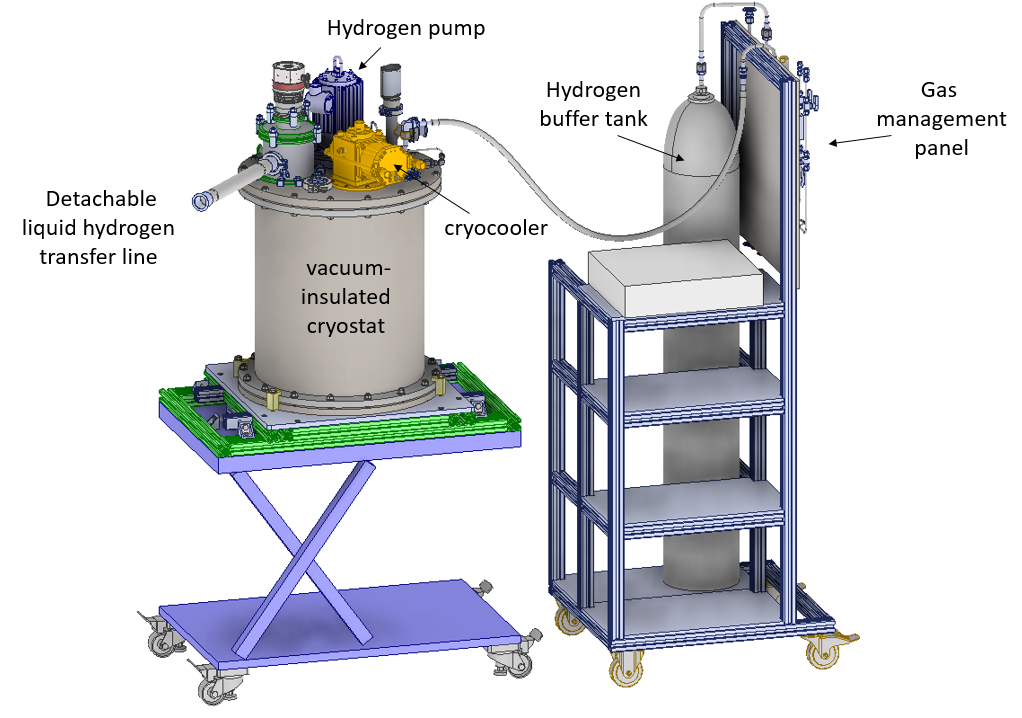 Hydrogen pump
Hydrogen
buffer tank
Gas
management
panel
Detachable
liquid hydrogen
transfer line
cryocooler
vacuum-
insulated
cryostat